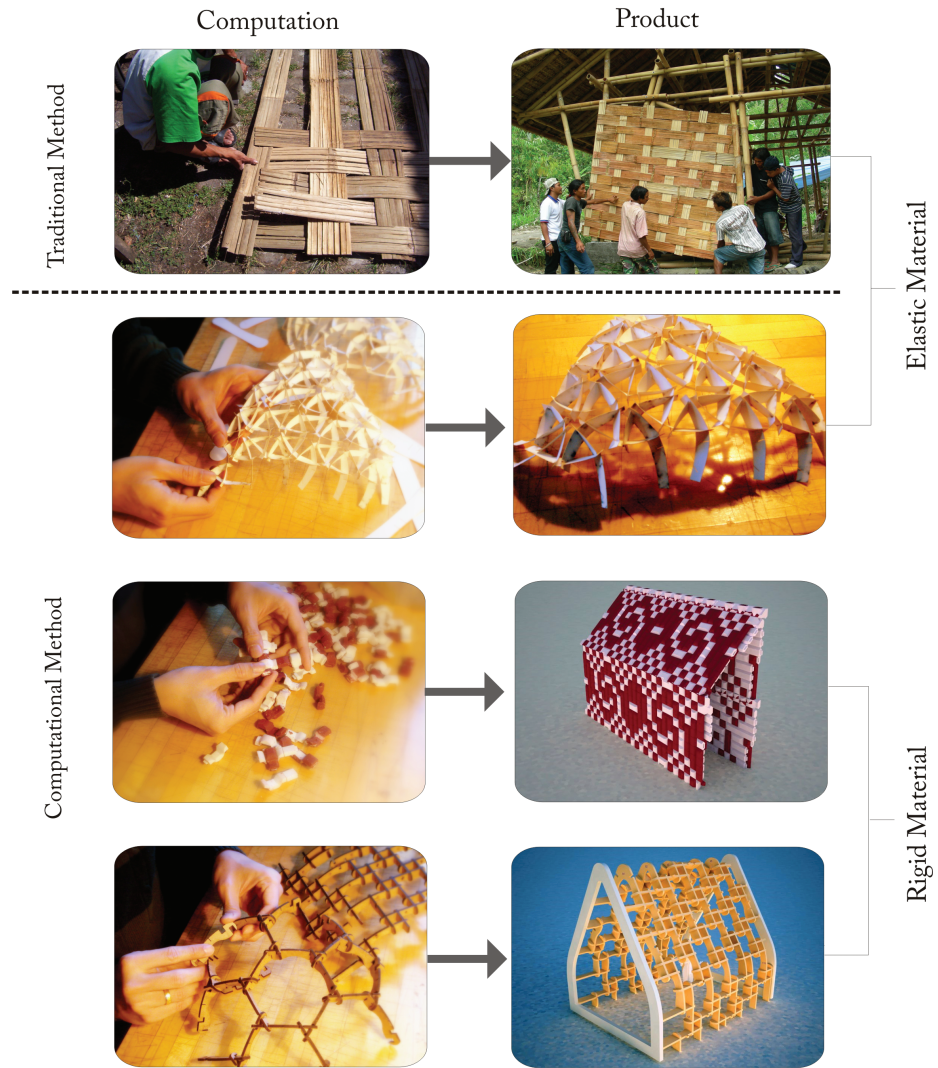 Computation
Product
Traditional Method
Elastic Material
Computational Method
Rigid Material